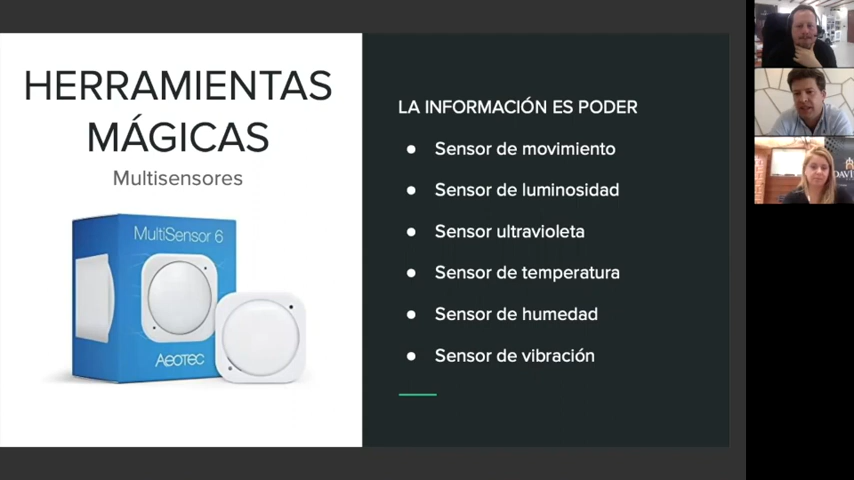 HERRAMIENTAS
MÁGICAS
Multisensores
MultiSensor 6
AEOTEC
LA INFORMACIÓN ES PODER
● Sensor de movimiento
● Sensor de luminosidad
● Sensor ultravioleta
● Sensor de temperatura
● Sensor de humedad
● Sensor de vibración